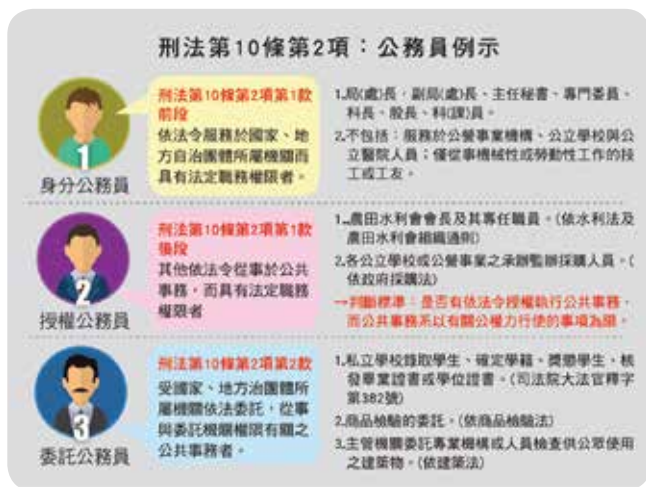 刑法第10條第2項：公務員例示
1
身分公務員
刑法第10條第2項第1款
前段
依法令服務於國家、地
方自治團體所屬機關而
具有法定職務權限者。
1.局(處)長，副局(處)長、主任秘書、專門委員、
科長、股長、科(課)員。
2.不包括：服務於公營事業機構、公立學校與公
立醫院人員；僅從事機械性或勞動性工作的技
工或工友。
2
授權公務員
刑法第10條第2項第1款
後段
其他依法令從事於公共
事務，而具有法定職務
權限者
1.農田水利會會長及其專任職員。(依水利法及
農田水利會組織通則)
2.各公立學校或公營事業之承辦監辦採購人員。(
依政府採購法)
→判斷標準：是否有依法令授權執行公共事務，
而公共事務系以有關公權力行使的事項為限。
3
委託公務員
刑法第10條第2項第2款
受國家、地方治團體所
屬機關依法委託，從事
與委託機關權限有關之
公共事務者。
1.私立學校錄取學生、確定學籍、獎懲學生、核
發畢業證書或學位證書。(司法院大法官釋字
第382號)
2.商品檢驗的委託。(依商品檢驗法)
3.主管機關委託專業機構或人員檢查供公眾使用
之建築物。(依建築法)